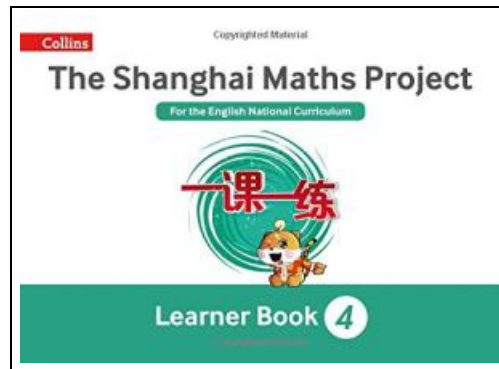 Copyrighted Material
Collins
The Shanghai Maths Project
For the English National Curriculum
一课一练
Learner Book 4